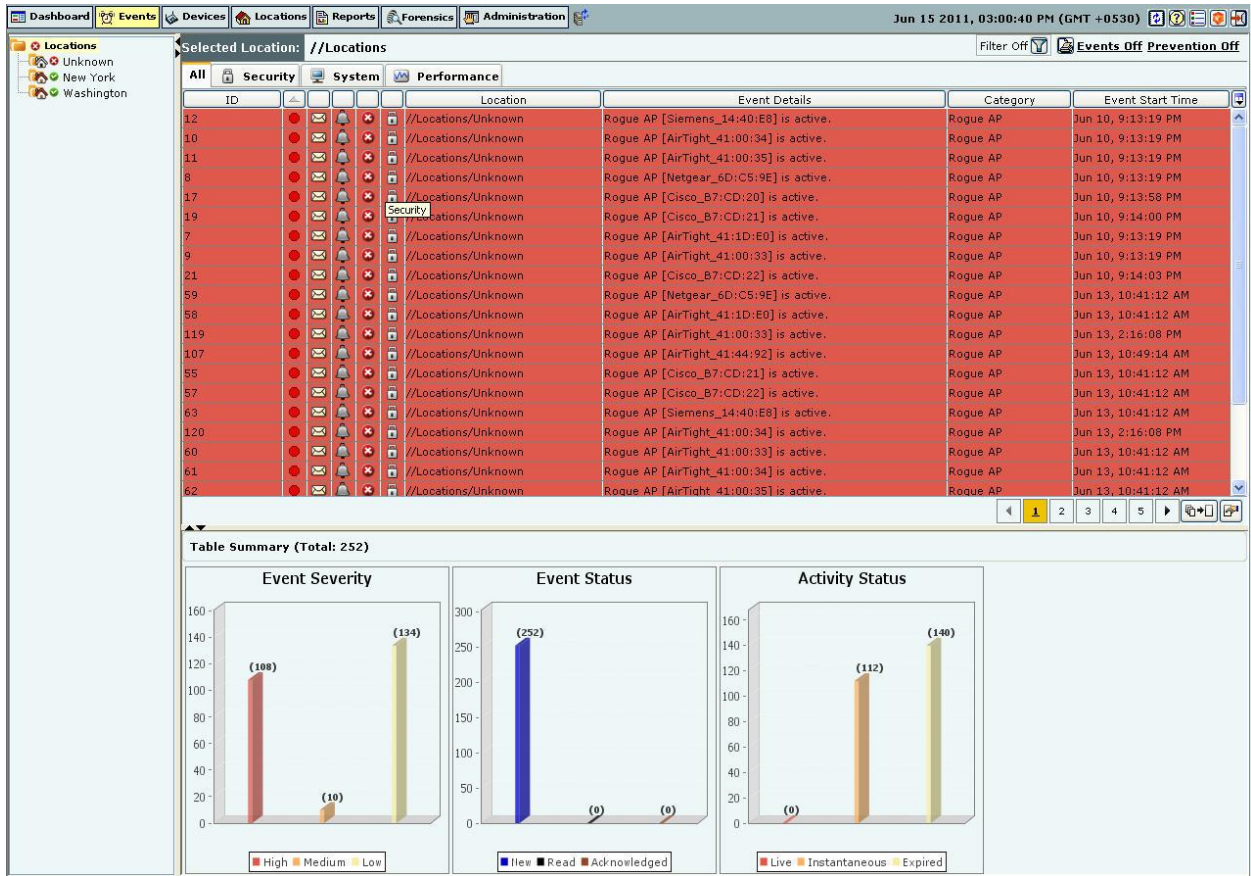 Dashboard Events Devices Locations Reports Forensics Administration Jun 15 2011, 03:00:40 PM (GMT +0530)
Locations
Unknown
New York
Washington
Selected Location: //Locations Filter Off Events Off Prevention Off
All Security System Performance
ID Location Event Details Category Event Start Time
12 //Locations/Unknown Rogue AP [Siemens_14:40:E8] is active. Rogue AP Jun 10, 9:13:19 PM
10 //Locations/Unknown Rogue AP [AirTight_41:00:34] is active. Rogue AP Jun 10, 9:13:19 PM
11 //Locations/Unknown Rogue AP [AirTight_41:00:35] is active. Rogue AP Jun 10, 9:13:19 PM
8 //Locations/Unknown Rogue AP [Netgear_6D:C5:9E] is active. Rogue AP Jun 10, 9:13:19 PM
17 //Locations/Unknown Rogue AP [Cisco_B7:CD:20] is active. Rogue AP Jun 10, 9:13:58 PM
Security
19 //Locations/Unknown Rogue AP [Cisco_B7:CD:21] is active. Rogue AP Jun 10, 9:14:00 PM
7 //Locations/Unknown Rogue AP [AirTight_41:1D:E0] is active. Rogue AP Jun 10, 9:13:19 PM
9 //Locations/Unknown Rogue AP [AirTight_41:00:33] is active. Rogue AP Jun 10, 9:13:19 PM
21 //Locations/Unknown Rogue AP [Cisco_B7:CD:22] is active. Rogue AP Jun 10, 9:14:03 PM
59 //Locations/Unknown Rogue AP [Netgear_6D:C5:9E] is active. Rogue AP Jun 13, 10:41:12 AM
58 //Locations/Unknown Rogue AP [AirTight_41:1D:E0] is active. Rogue AP Jun 13, 10:41:12 AM
119 //Locations/Unknown Rogue AP [AirTight_41:00:33] is active. Rogue AP Jun 13, 2:16:08 PM
107 //Locations/Unknown Rogue AP [AirTight_41:44:92] is active. Rogue AP Jun 13, 10:49:14 AM
55 //Locations/Unknown Rogue AP [Cisco_B7:CD:21] is active. Rogue AP Jun 13, 10:41:12 AM
57 //Locations/Unknown Rogue AP [Cisco_B7:CD:22] is active. Rogue AP Jun 13, 10:41:12 AM
63 //Locations/Unknown Rogue AP [Siemens_14:40:E8] is active. Rogue AP Jun 13, 10:41:12 AM
120 //Locations/Unknown Rogue AP [AirTight_41:00:34] is active. Rogue AP Jun 13, 2:16:08 PM
60 //Locations/Unknown Rogue AP [AirTight_41:00:33] is active. Rogue AP Jun 13, 10:41:12 AM
61 //Locations/Unknown Rogue AP [AirTight_41:00:34] is active. Rogue AP Jun 13, 10:41:12 AM
62 //Locations/Unknown Rogue AP [AirTight_41:00:35] is active. Rogue AP Jun 13, 10:41:12 AM
1 2 3 4 5
Table Summary (Total: 252)
Event Severity
160
140
120
100
80
60
40
20
0
(108)
(10)
(134)
High Medium Low
Event Status
300
250
200
150
100
50
0
(252)
(0)
(0)
New Read Acknowledged
Activity Status
160
140
120
100
80
60
40
20
0
(0)
(112)
(140)
Live Instantaneous Expired